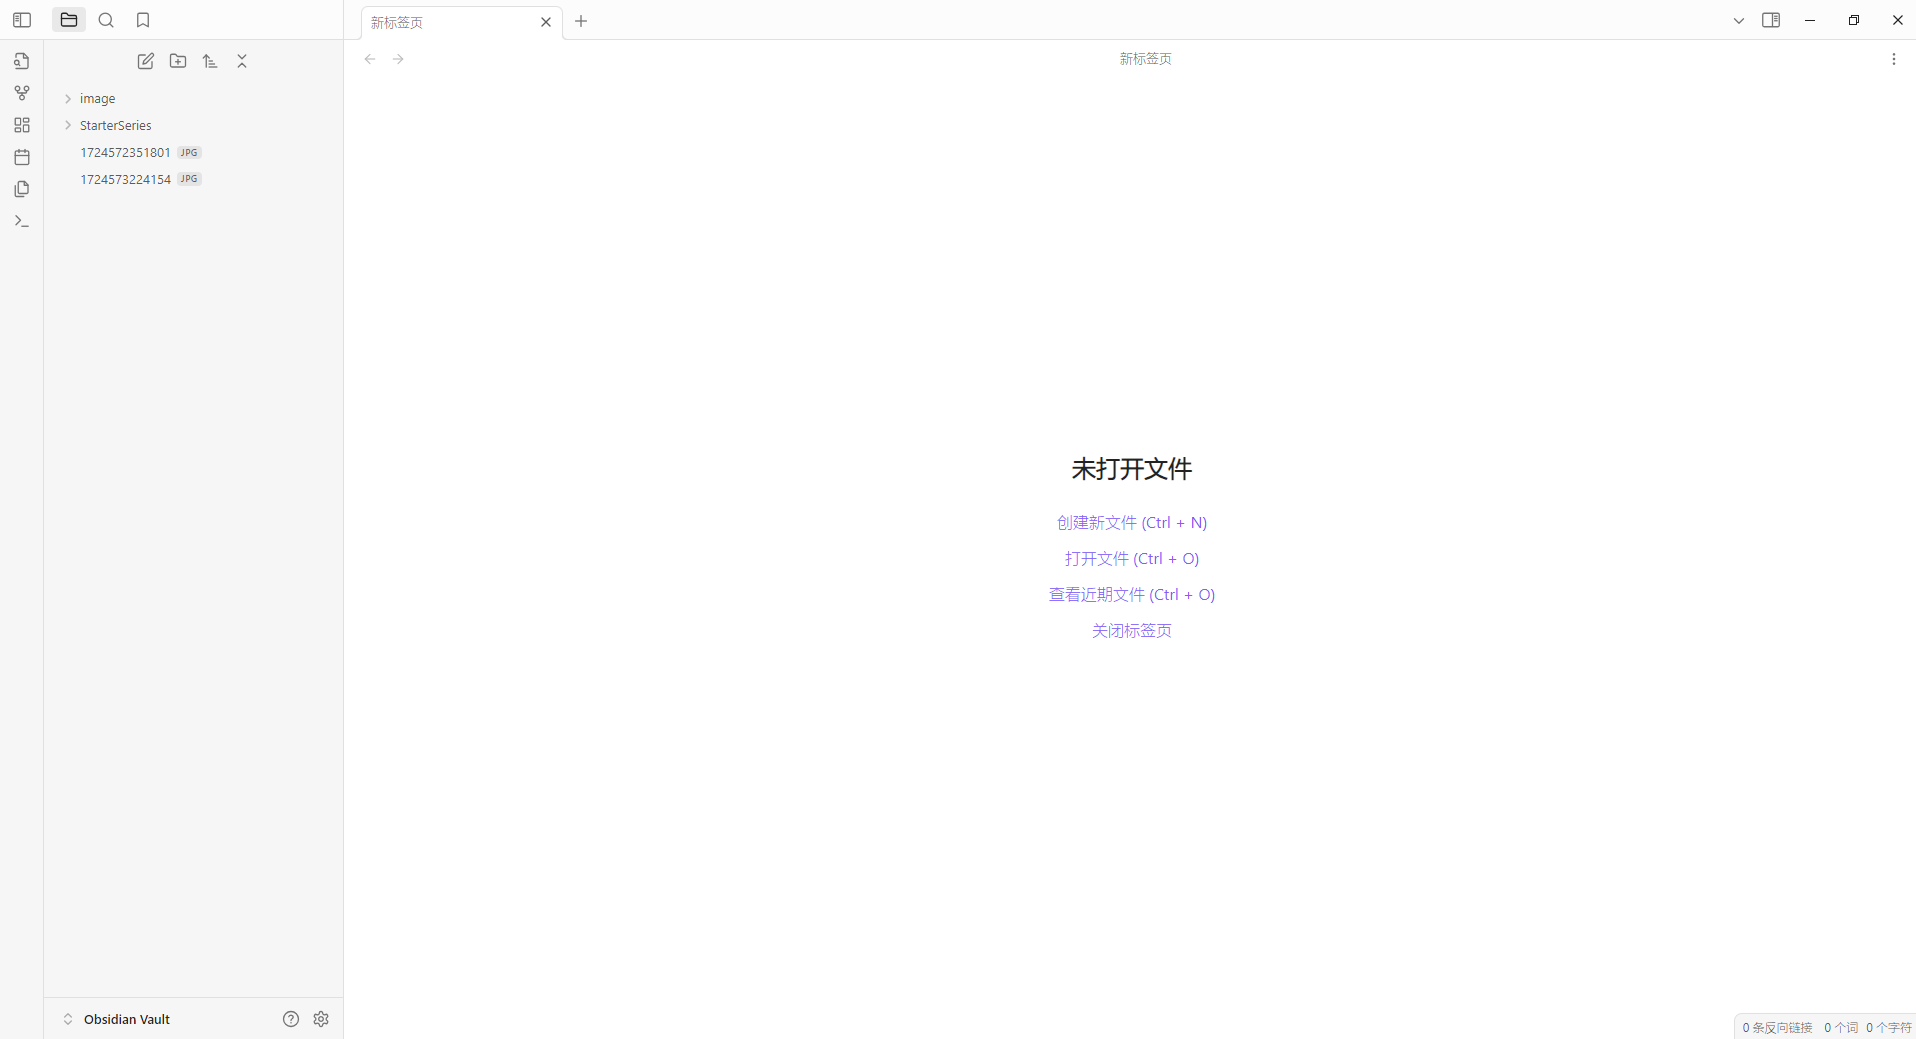 新标签页
新标签页
image
StarterSeries
1724572351801 JPG
1724573224154 JPG
未打开文件
创建新文件 (Ctrl + N)
打开文件 (Ctrl + O)
查看近期文件 (Ctrl + O)
关闭标签页
Obsidian Vault
0 条反向链接 0 个词 0 个字符